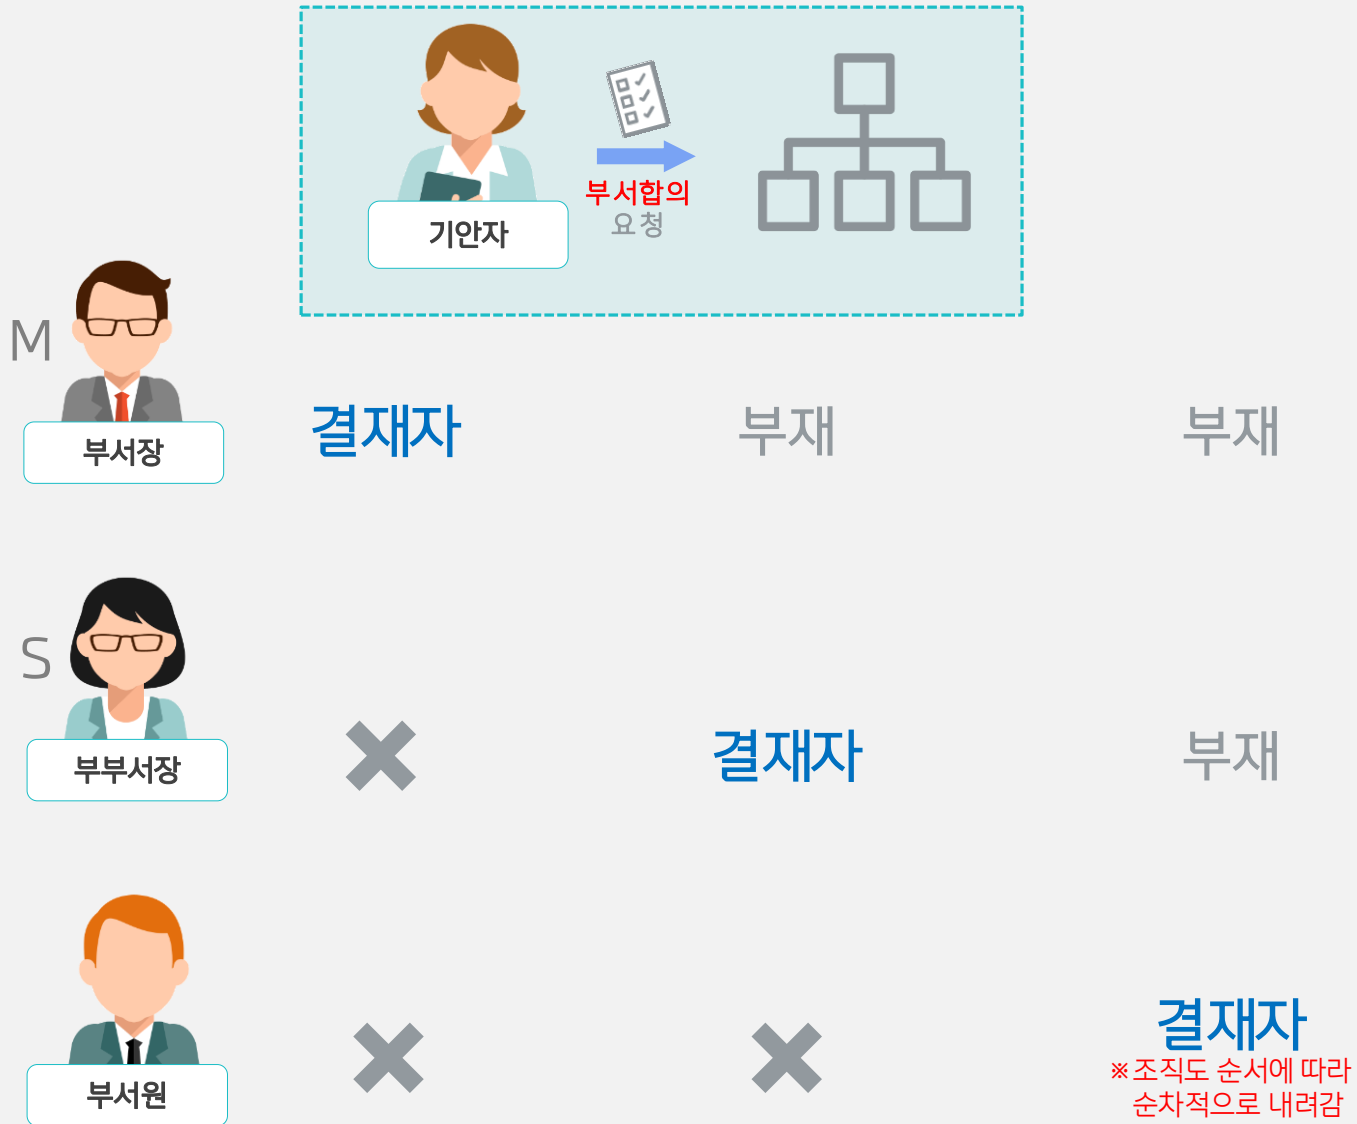 부서합의
요청
기안자
M
부서장
결재자 부재 부재
S
부부서장
결재자 부재
부서원
결재자
※조직도 순서에 따라
순차적으로 내려감